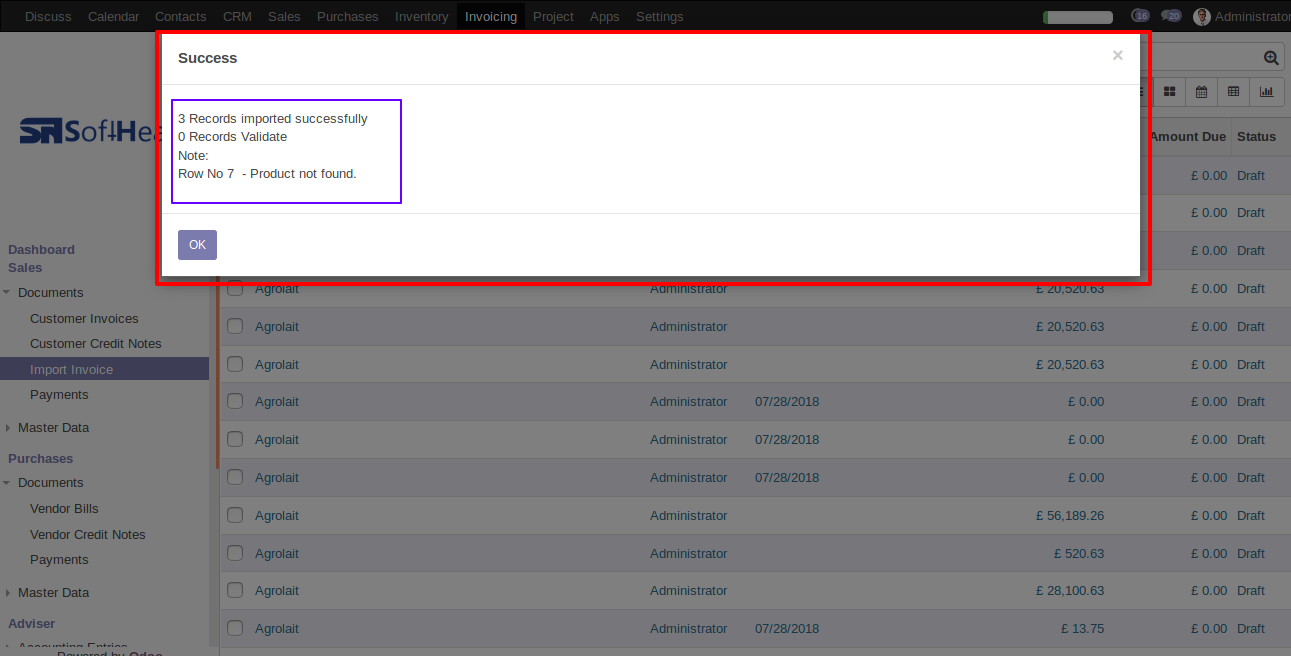 Discuss Calendar Contacts CRM Sales Purchases Inventory Invoicing Project Apps Settings 16 20 Administrator
Success ×
3 Records imported successfully
0 Records Validate
Note:
Row No 7 - Product not found.
OK
SoftHea
Dashboard
Sales
Documents
Customer Invoices
Customer Credit Notes
Import Invoice
Payments
Master Data
Purchases
Documents
Vendor Bills
Vendor Credit Notes
Payments
Master Data
Adviser
Accounting Entries
Powered by Odoo
Amount Due Status
£ 0.00 Draft
£ 0.00 Draft
£ 0.00 Draft
Agrolait Administrator £ 20,520.63 £ 0.00 Draft
Agrolait Administrator £ 20,520.63 £ 0.00 Draft
Agrolait Administrator £ 20,520.63 £ 0.00 Draft
Agrolait Administrator 07/28/2018 £ 0.00 £ 0.00 Draft
Agrolait Administrator 07/28/2018 £ 0.00 £ 0.00 Draft
Agrolait Administrator 07/28/2018 £ 0.00 £ 0.00 Draft
Agrolait Administrator £ 56,189.26 £ 0.00 Draft
Agrolait Administrator £ 520.63 £ 0.00 Draft
Agrolait Administrator £ 28,100.63 £ 0.00 Draft
Agrolait Administrator 07/28/2018 £ 13.75 £ 0.00 Draft